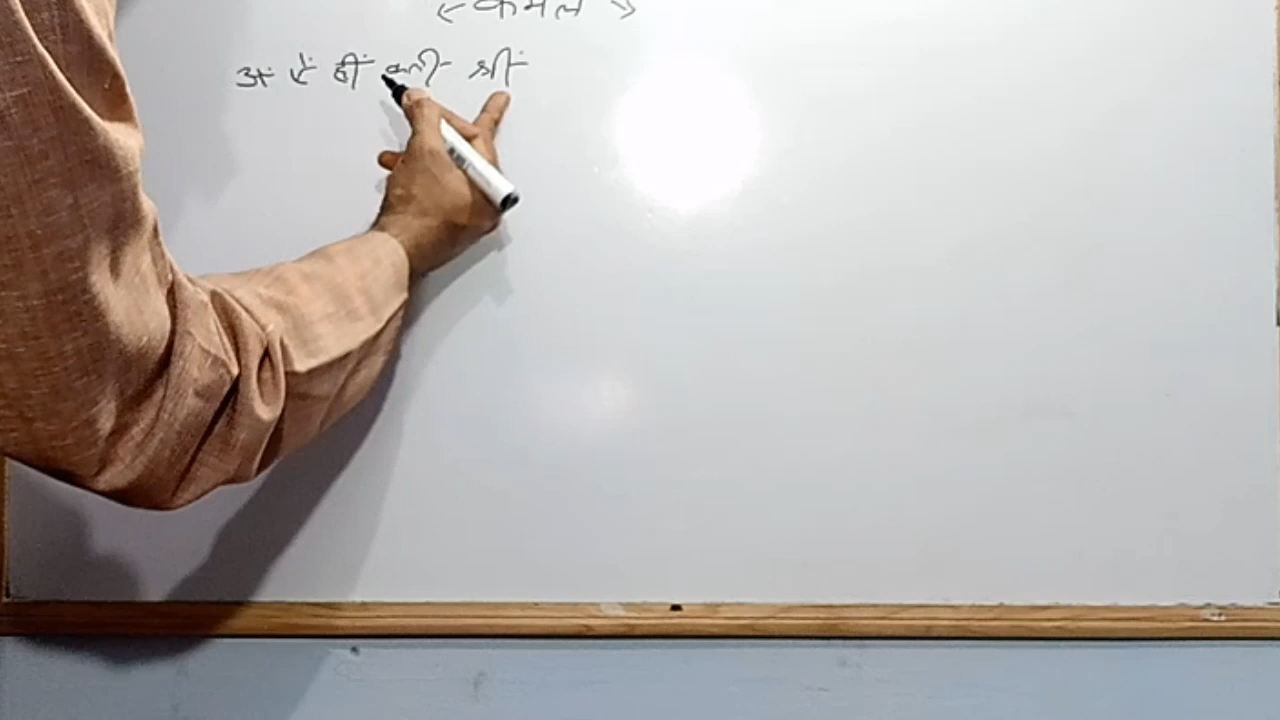 ← कमल →
ॐ ऐं ह्रीं क्लीं श्रीं